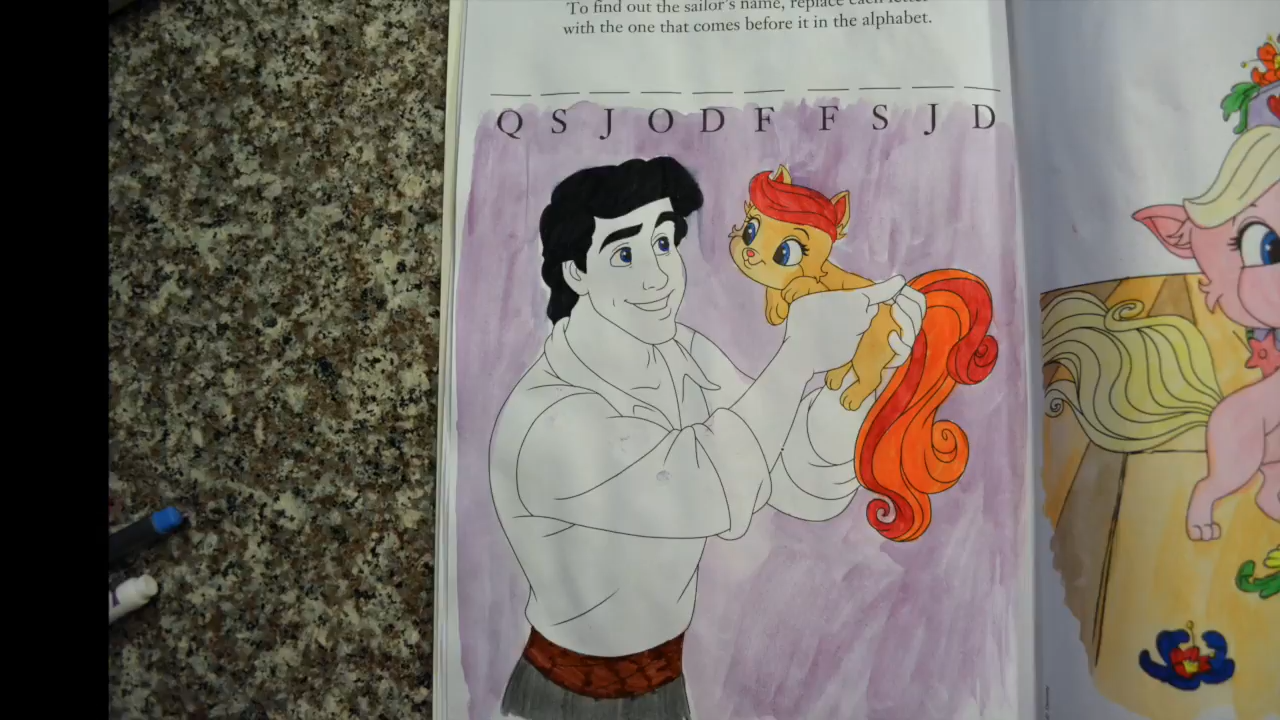 To find out the sailor's name, replace each letter
with the one that comes before it in the alphabet.
Q S J O D F F S J D